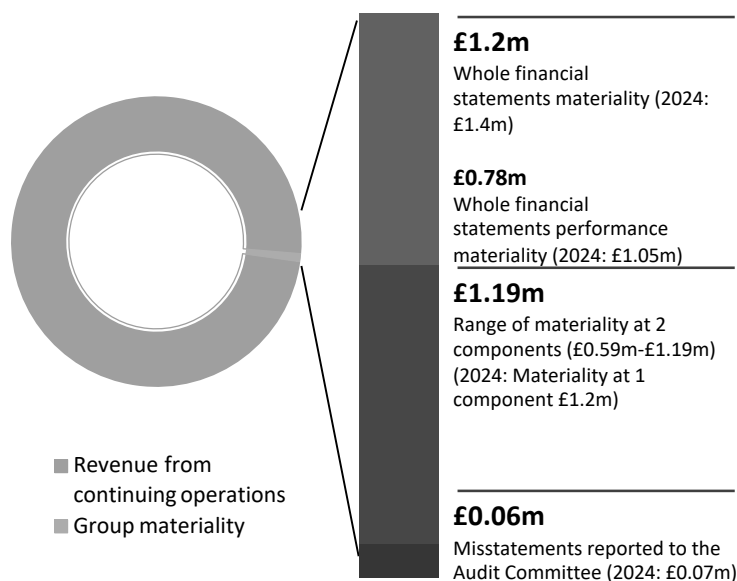 £1.2m
Whole financial
statements materiality (2024:
£1.4m)
£0.78m
Whole financial
statements performance
materiality (2024: £1.05m)
£1.19m
Range of materiality at 2
components (£0.59m-£1.19m)
(2024: Materiality at 1
component £1.2m)
Revenue from
continuing operations
Group materiality
£0.06m
Misstatements reported to the
Audit Committee (2024: £0.07m)